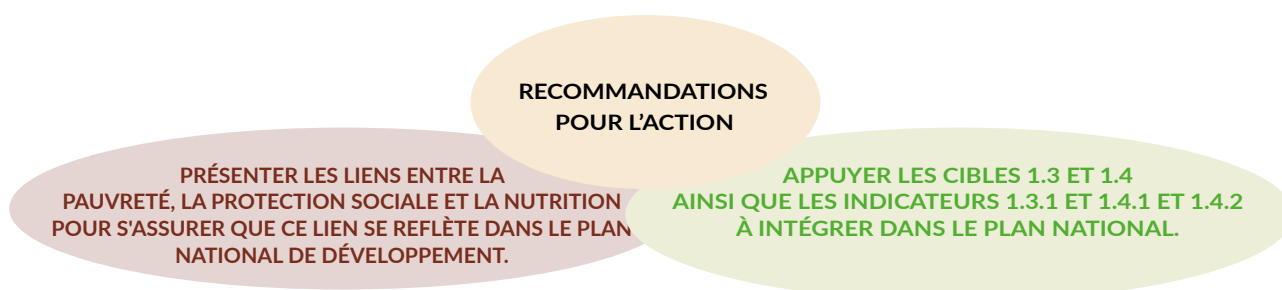 RECOMMANDATIONS
POUR L’ACTION
PRÉSENTER LES LIENS ENTRE LA
PAUVRETÉ, LA PROTECTION SOCIALE ET LA NUTRITION
POUR S'ASSURER QUE CE LIEN SE REFLÈTE DANS LE PLAN
NATIONAL DE DÉVELOPPEMENT.
APPUYER LES CIBLES 1.3 ET 1.4
AINSI QUE LES INDICATEURS 1.3.1 ET 1.4.1 ET 1.4.2
À INTÉGRER DANS LE PLAN NATIONAL.